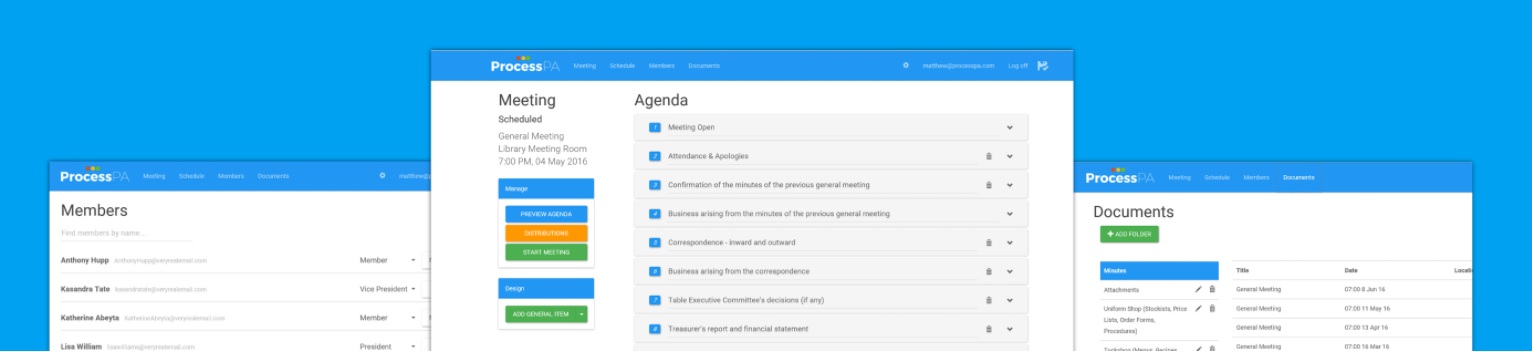 ProcessPA Meeting Schedule Members Documents matthew@processpa.com Log off
Meeting
Scheduled
General Meeting
Library Meeting Room
7:00 PM, 04 May 2016
Manage
PREVIEW AGENDA
DISTRIBUTIONS
START MEETING
Design
ADD GENERAL ITEM
Agenda
1 Meeting Open
2 Attendance & Apologies
3 Confirmation of the minutes of the previous general meeting
4 Business arising from the minutes of the previous general meeting
5 Correspondence - inward and outward
6 Business arising from the correspondence
7 Table Executive Committee's decisions (if any)
8 Treasurer's report and financial statement
ProcessPA Meeting Schedule Members Documents
Members
Find members by name...
Anthony Hupp AnthonyHupp@veryrealemail.com Member
Kasandra Tate kasandratate@veryrealemail.com Vice President
Katherine Abeyta KatherineAbeyta@veryrealemail.com Member
Lisa William lisawilliams@veryrealemail.com President
ProcessPA Meeting Schedule Members Documents
Documents
+ ADD FOLDER
Minutes
Attachments
Uniform Shop (Stockists, Price
Lists, Order Forms,
Procedures)
Title Date
General Meeting 07:00 8 Jun 16
General Meeting 07:00 11 May 16
General Meeting 07:00 13 Apr 16
General Meeting 07:00 16 Mar 16